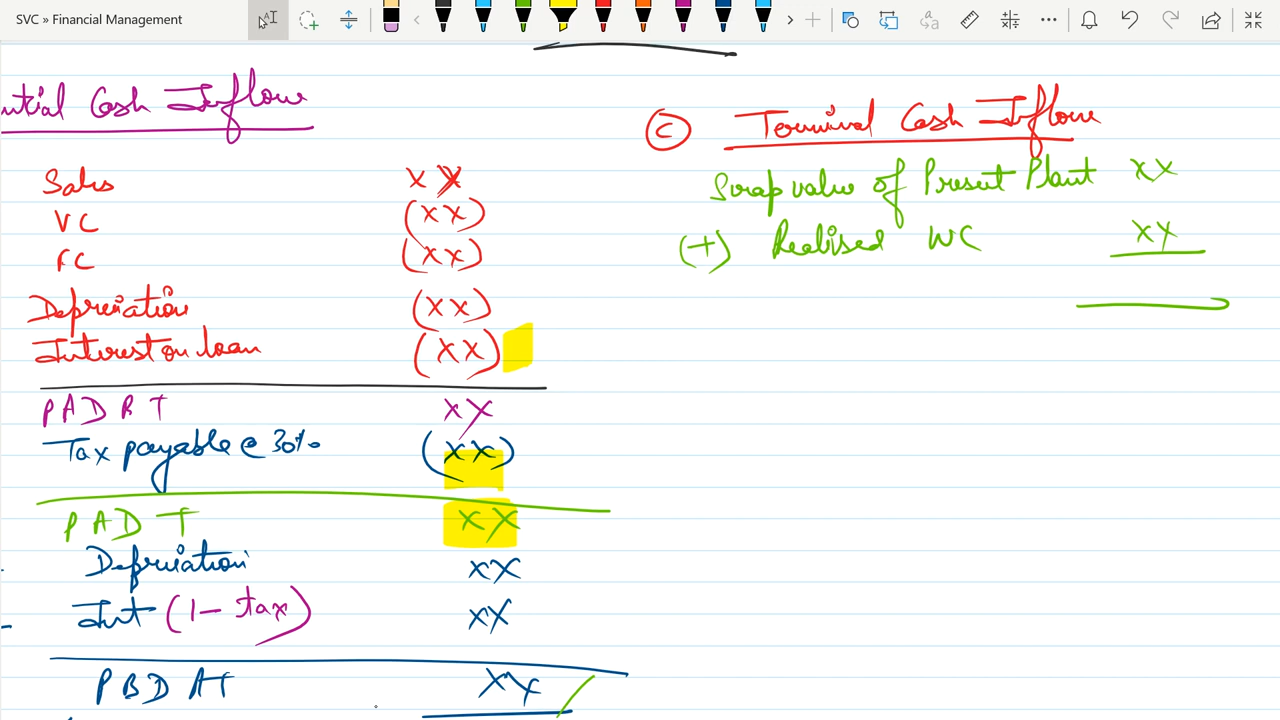 SVC » Financial Management
ntial Cash Inflow
Sales XX
VC (XX)
FC (XX)
Depreciation (XX)
Interest on loan (XX)
PADBT XX
Tax payable @ 30% (XX)
PADT XX
Depreciation XX
Int (1 - tax) XX
PBDAT XX
(C) Terminal Cash Inflow
Scrap value of Present Plant XX
(+) Realised WC XX